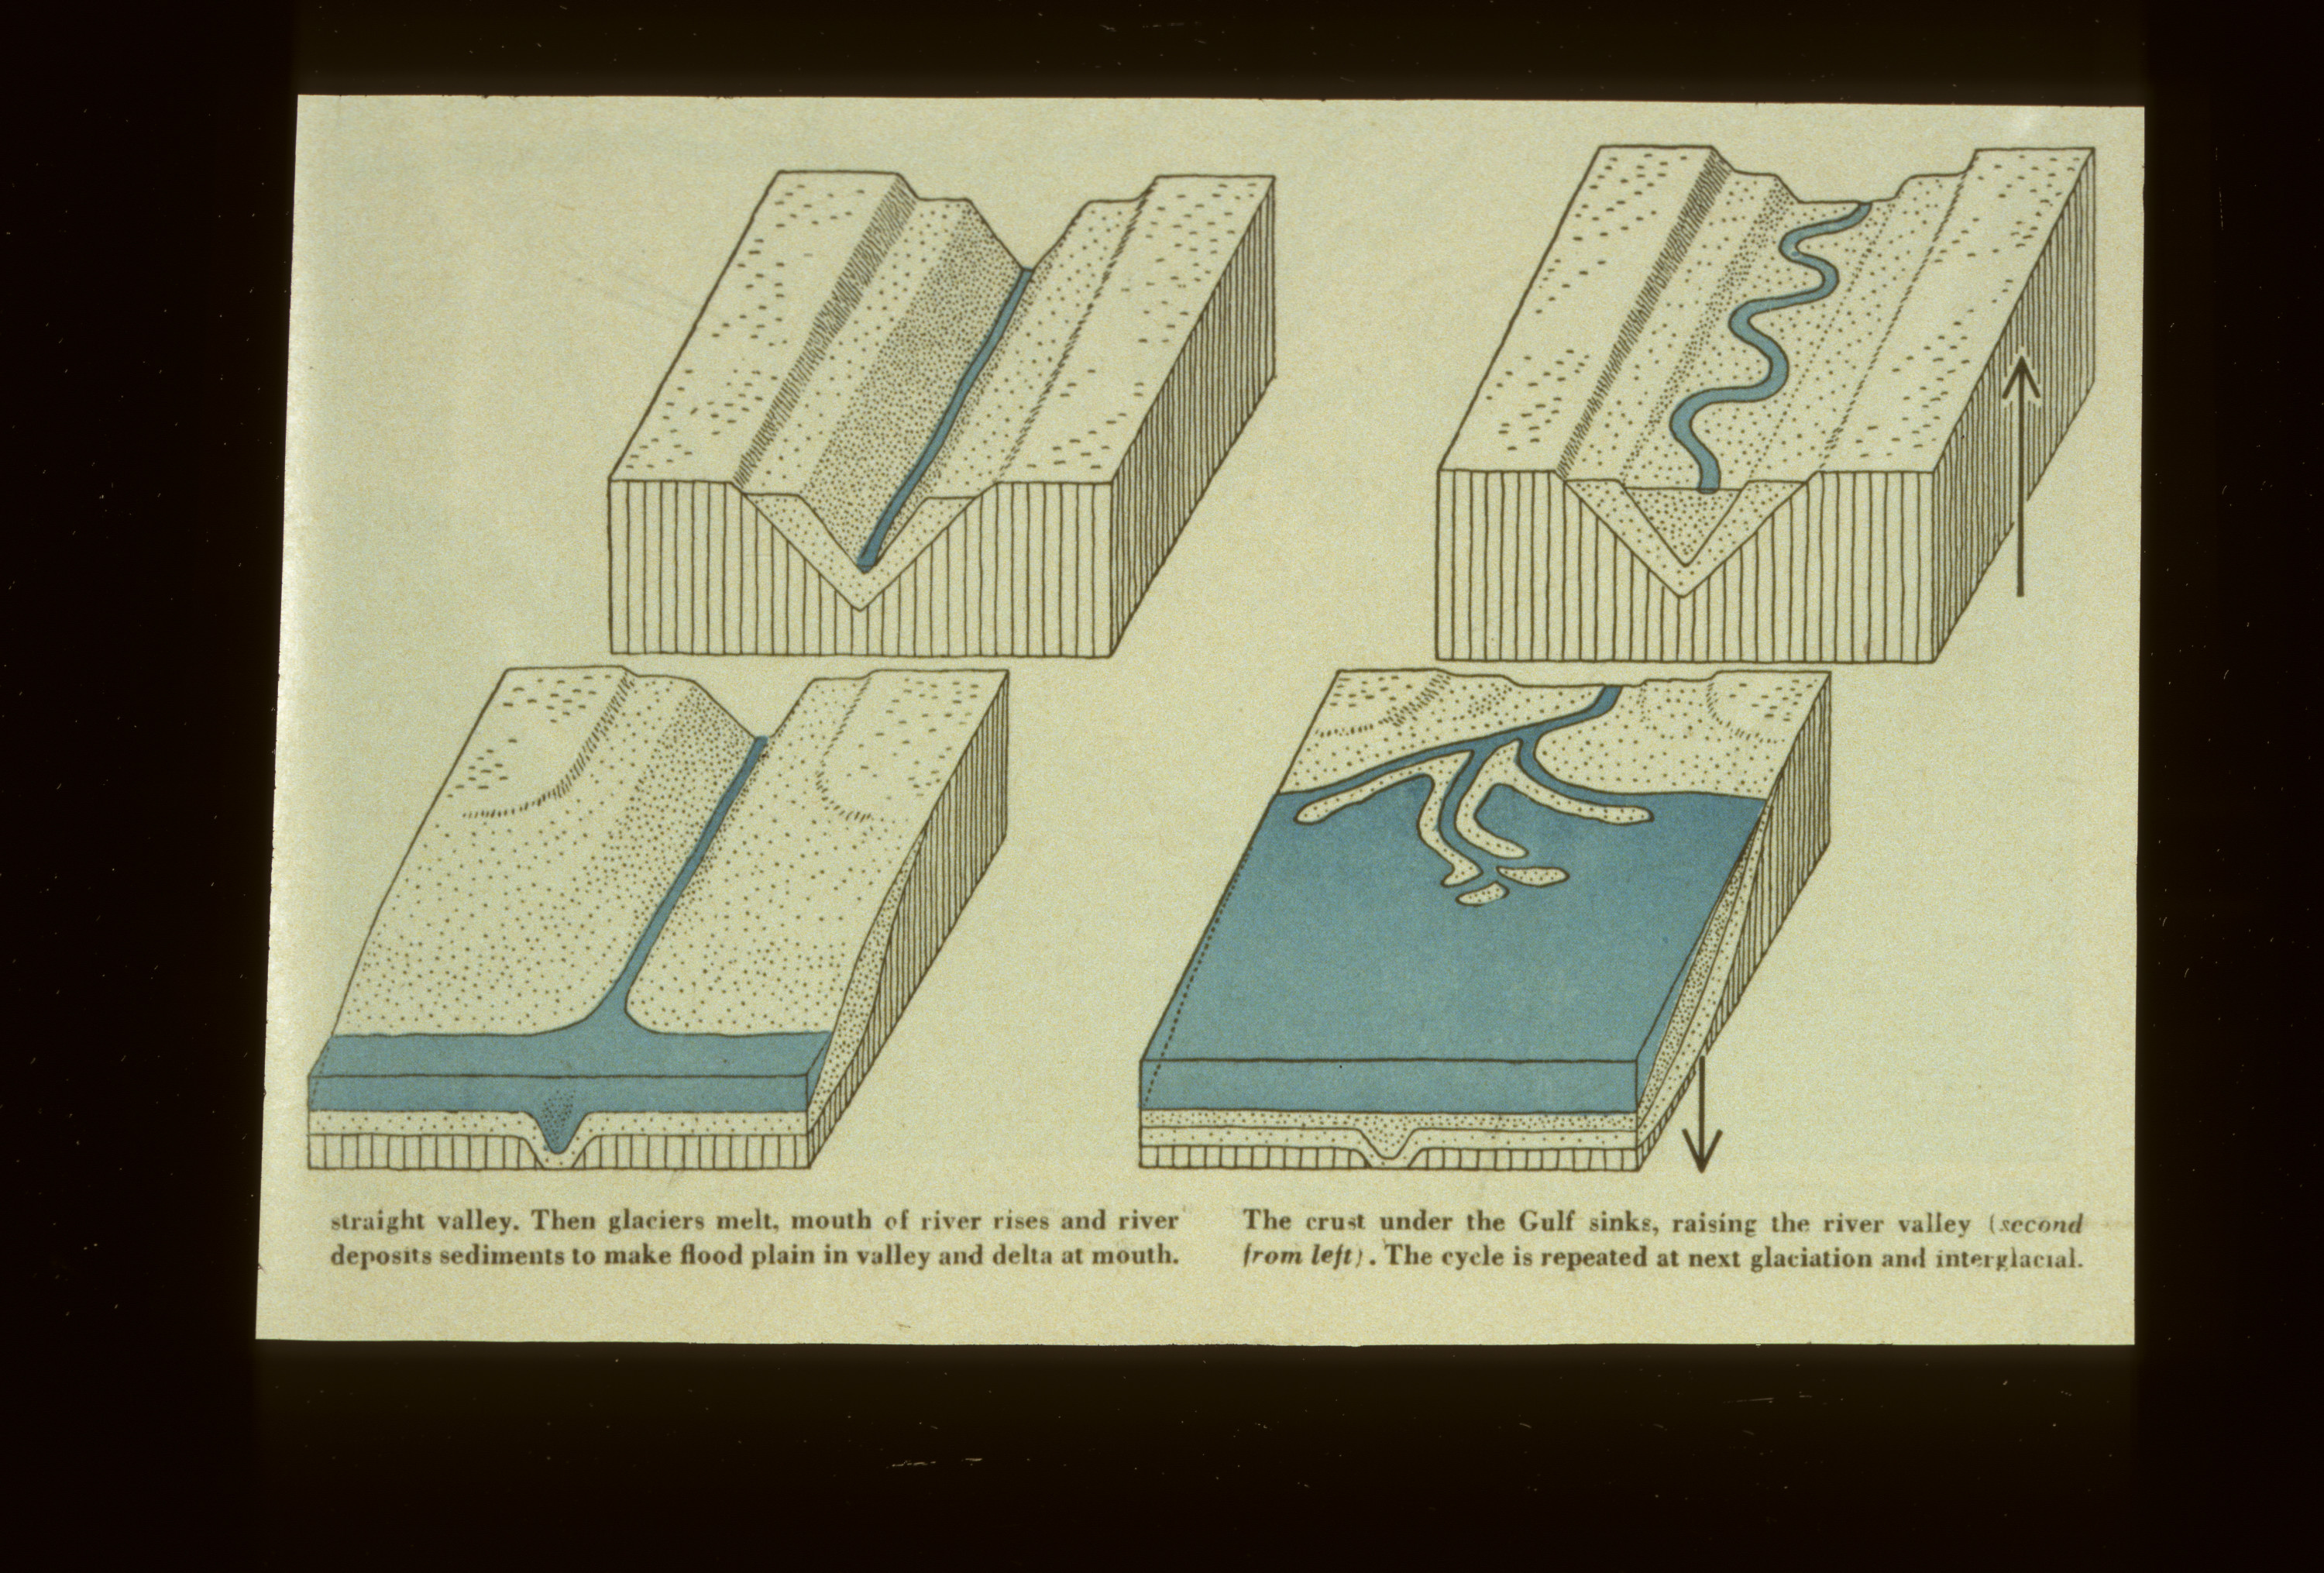 straight valley. Then glaciers melt, mouth of river rises and river
deposits sediments to make flood plain in valley and delta at mouth.
The crust under the Gulf sinks, raising the river valley (second
from left). The cycle is repeated at next glaciation and interglacial.